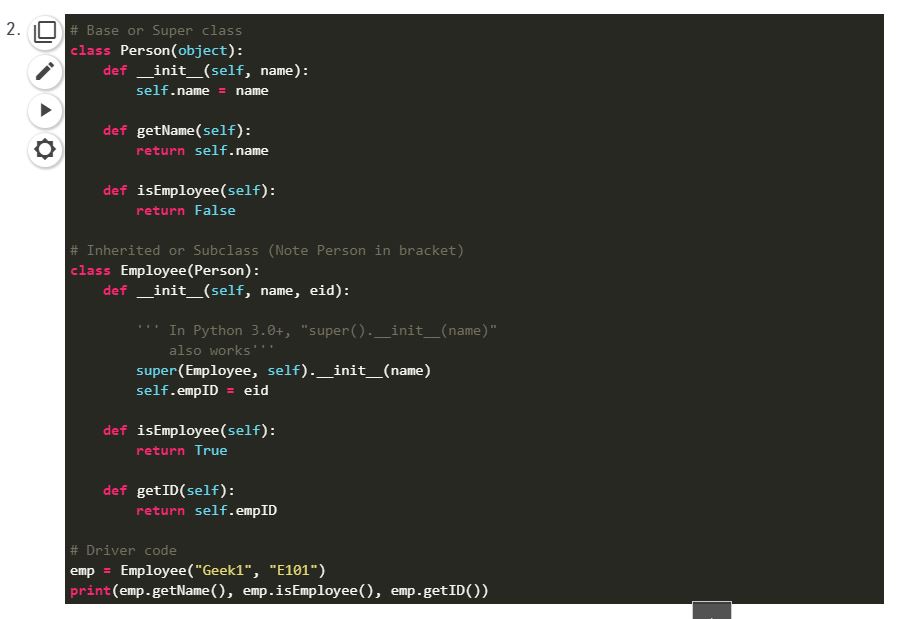 2.
# Base or Super class
class Person(object):
    def __init__(self, name):
        self.name = name

    def getName(self):
        return self.name

    def isEmployee(self):
        return False

# Inherited or Subclass (Note Person in bracket)
class Employee(Person):
    def __init__(self, name, eid):

        ''' In Python 3.0+, "super().__init__(name)"
            also works'''
        super(Employee, self).__init__(name)
        self.empID = eid

    def isEmployee(self):
        return True

    def getID(self):
        return self.empID

# Driver code
emp = Employee("Geek1", "E101")
print(emp.getName(), emp.isEmployee(), emp.getID())